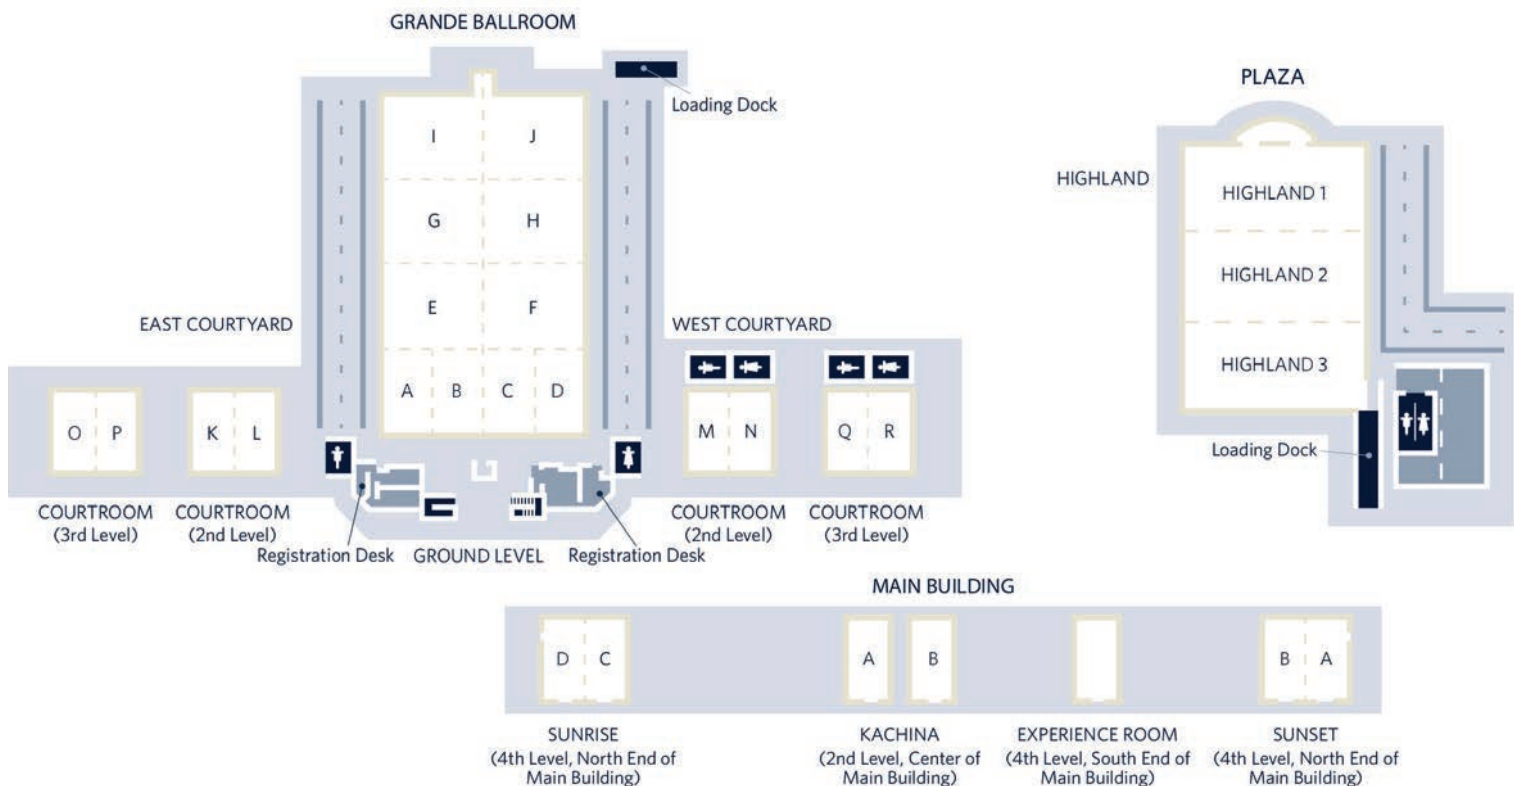 GRANDE BALLROOM
Loading Dock
I
J
G
H
E
F
A
B
C
D
EAST COURTYARD
WEST COURTYARD
O
P
K
L
M
N
Q
R
COURTROOM
(3rd Level)
COURTROOM
(2nd Level)
Registration Desk
GROUND LEVEL
Registration Desk
COURTROOM
(2nd Level)
COURTROOM
(3rd Level)
PLAZA
HIGHLAND
HIGHLAND 1
HIGHLAND 2
HIGHLAND 3
Loading Dock
MAIN BUILDING
D
C
A
B
B
A
SUNRISE
(4th Level, North End of
Main Building)
KACHINA
(2nd Level, Center of
Main Building)
EXPERIENCE ROOM
(4th Level, South End of
Main Building)
SUNSET
(4th Level, North End of
Main Building)